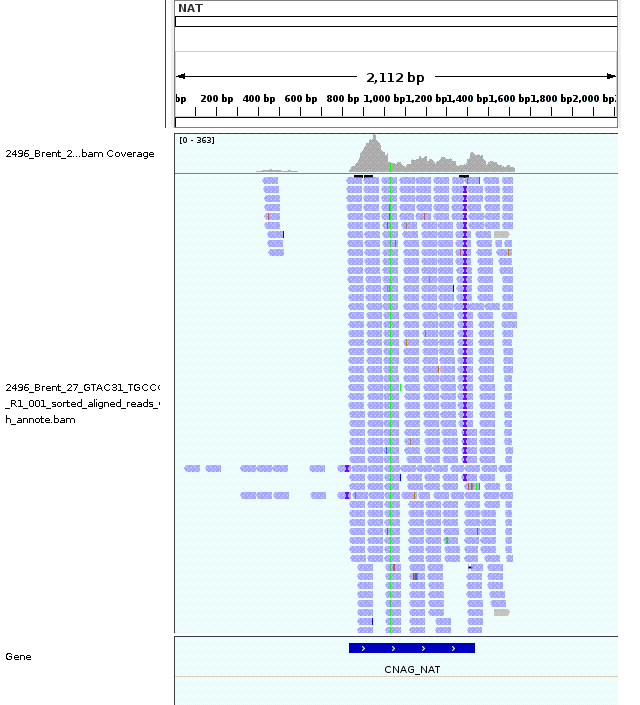 NAT
2,112 bp
bp 200 bp 400 bp 600 bp 800 bp 1,000 bp 1,200 bp 1,400 bp 1,600 bp 1,800 bp 2,000 bp
[0 - 363]
2496_Brent_2...bam Coverage
2496_Brent_27_GTAC31_TGCC
_R1_001_sorted_aligned_reads_
h_annote.bam
Gene
CNAG_NAT